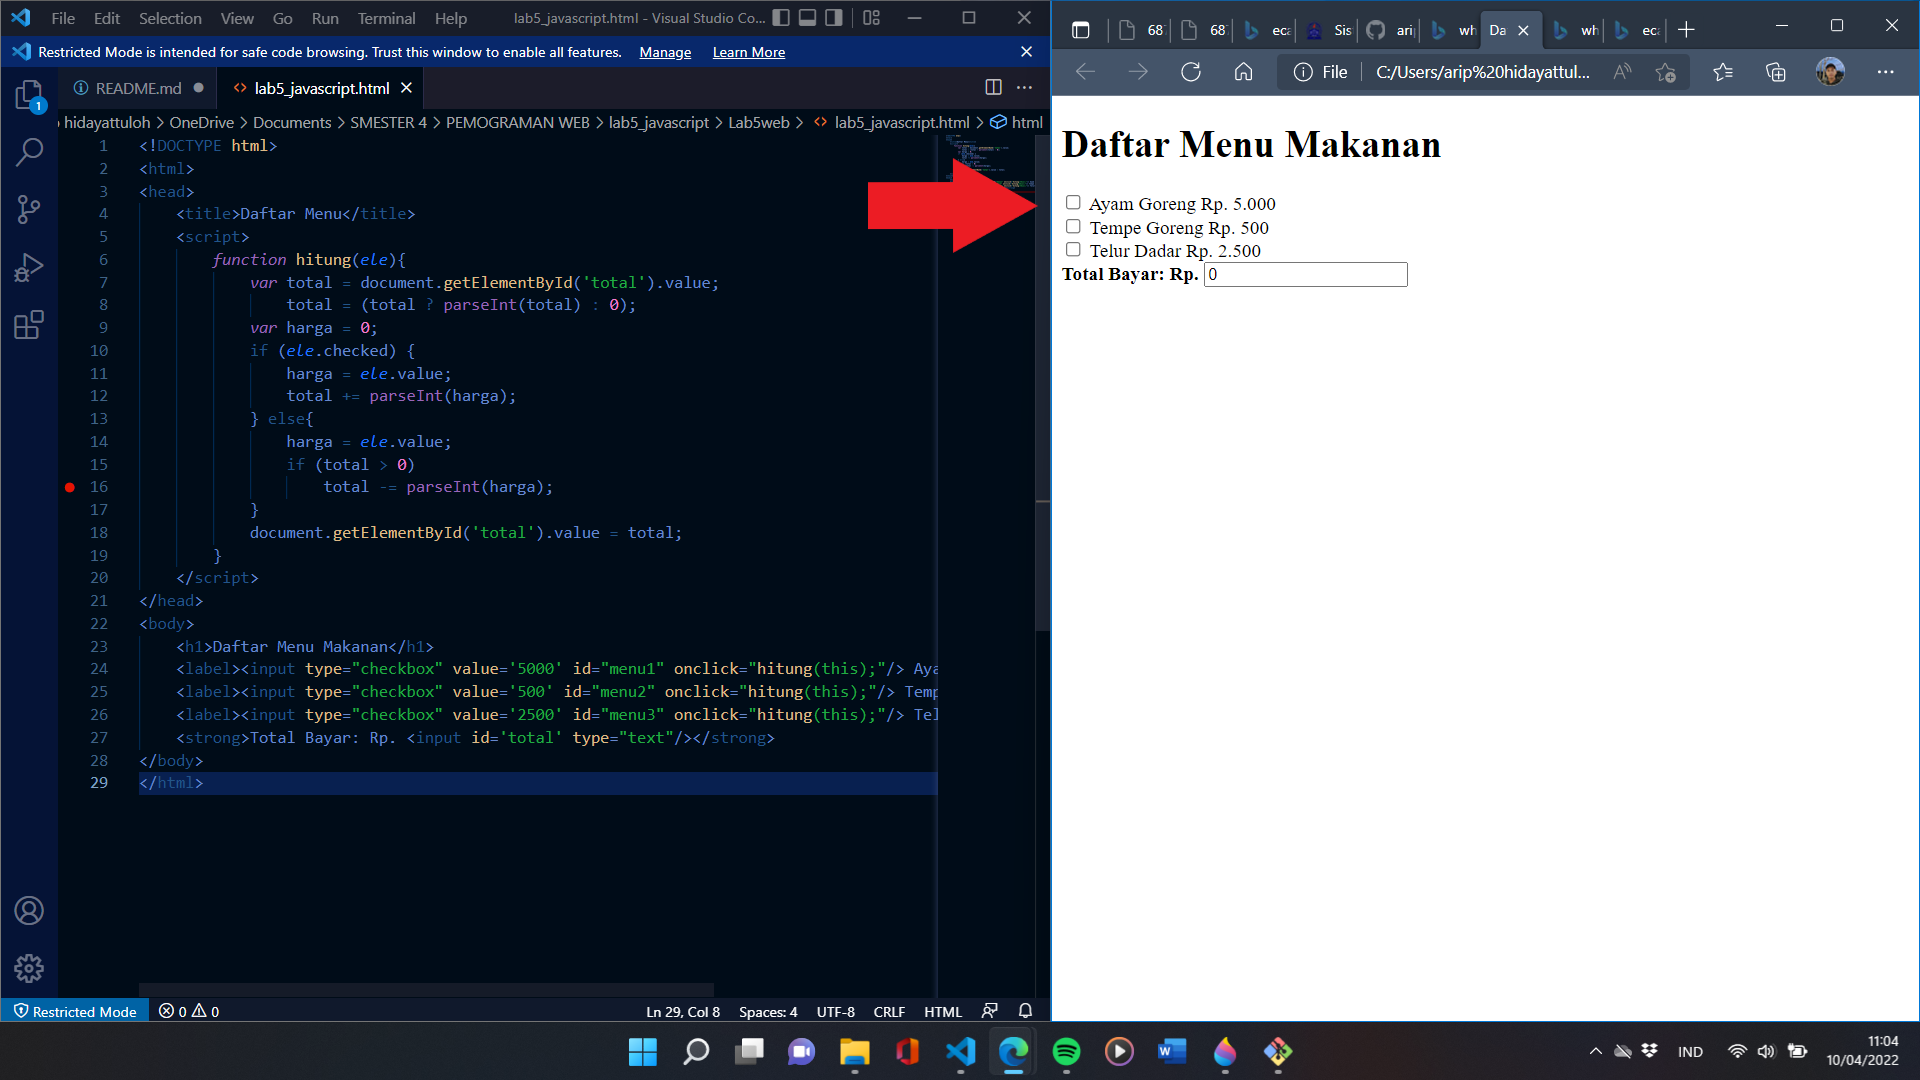 File Edit Selection View Go Run Terminal Help lab5_javascript.html - Visual Studio Co...
Restricted Mode is intended for safe code browsing. Trust this window to enable all features. Manage Learn More
README.md lab5_javascript.html
hidayattuloh > OneDrive > Documents > SMESTER 4 > PEMOGRAMAN WEB > lab5_javascript > Lab5web > lab5_javascript.html > html
1 <!DOCTYPE html>
2 <html>
3 <head>
4 <title>Daftar Menu</title>
5 <script>
6 function hitung(ele){
7 var total = document.getElementById('total').value;
8 total = (total ? parseInt(total) : 0);
9 var harga = 0;
10 if (ele.checked) {
11 harga = ele.value;
12 total += parseInt(harga);
13 } else{
14 harga = ele.value;
15 if (total > 0)
16 total -= parseInt(harga);
17 }
18 document.getElementById('total').value = total;
19 }
20 </script>
21 </head>
22 <body>
23 <h1>Daftar Menu Makanan</h1>
24 <label><input type="checkbox" value='5000' id="menu1" onclick="hitung(this);"/> Aya
25 <label><input type="checkbox" value='500' id="menu2" onclick="hitung(this);"/> Temp
26 <label><input type="checkbox" value='2500' id="menu3" onclick="hitung(this);"/> Tel
27 <strong>Total Bayar: Rp. <input id='total' type="text"/></strong>
28 </body>
29 </html>
1
Restricted Mode 0 0 Ln 29, Col 8 Spaces: 4 UTF-8 CRLF HTML
68 68 eca Sis arip wh Da wh eca
File C:/Users/arip%20hidayattul...
Daftar Menu Makanan
Ayam Goreng Rp. 5.000
Tempe Goreng Rp. 500
Telur Dadar Rp. 2.500
Total Bayar: Rp. 0
IND 11:04
10/04/2022